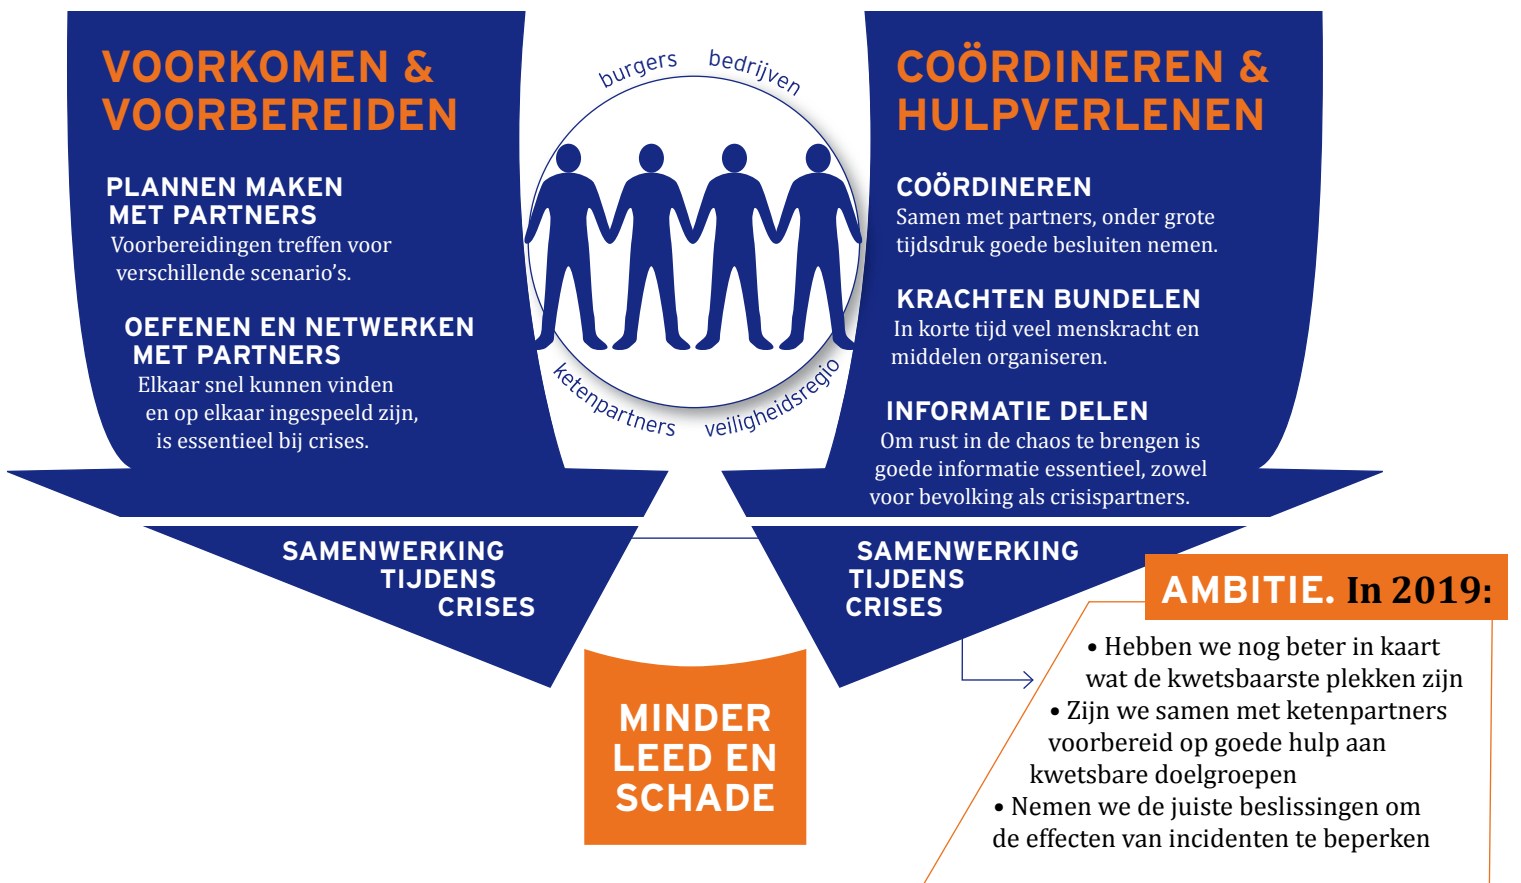 VOORKOMEN &
VOORBEREIDEN
PLANNEN MAKEN
MET PARTNERS
Voorbereidingen treffen voor
verschillende scenario's.
OEFENEN EN NETWERKEN
MET PARTNERS
Elkaar snel kunnen vinden
en op elkaar ingespeeld zijn,
is essentieel bij crises.
burgers bedrijven
ketenpartners veiligheidsregio
COÖRDINEREN &
HULPVERLENEN
COÖRDINEREN
Samen met partners, onder grote
tijdsdruk goede besluiten nemen.
KRACHTEN BUNDELEN
In korte tijd veel menskracht en
middelen organiseren.
INFORMATIE DELEN
Om rust in de chaos te brengen is
goede informatie essentieel, zowel
voor bevolking als crisispartners.
SAMENWERKING
TIJDENS
CRISES
SAMENWERKING
TIJDENS
CRISES
MINDER
LEED EN
SCHADE
AMBITIE. In 2019:
• Hebben we nog beter in kaart
wat de kwetsbaarste plekken zijn
• Zijn we samen met ketenpartners
voorbereid op goede hulp aan
kwetsbare doelgroepen
• Nemen we de juiste beslissingen om
de effecten van incidenten te beperken